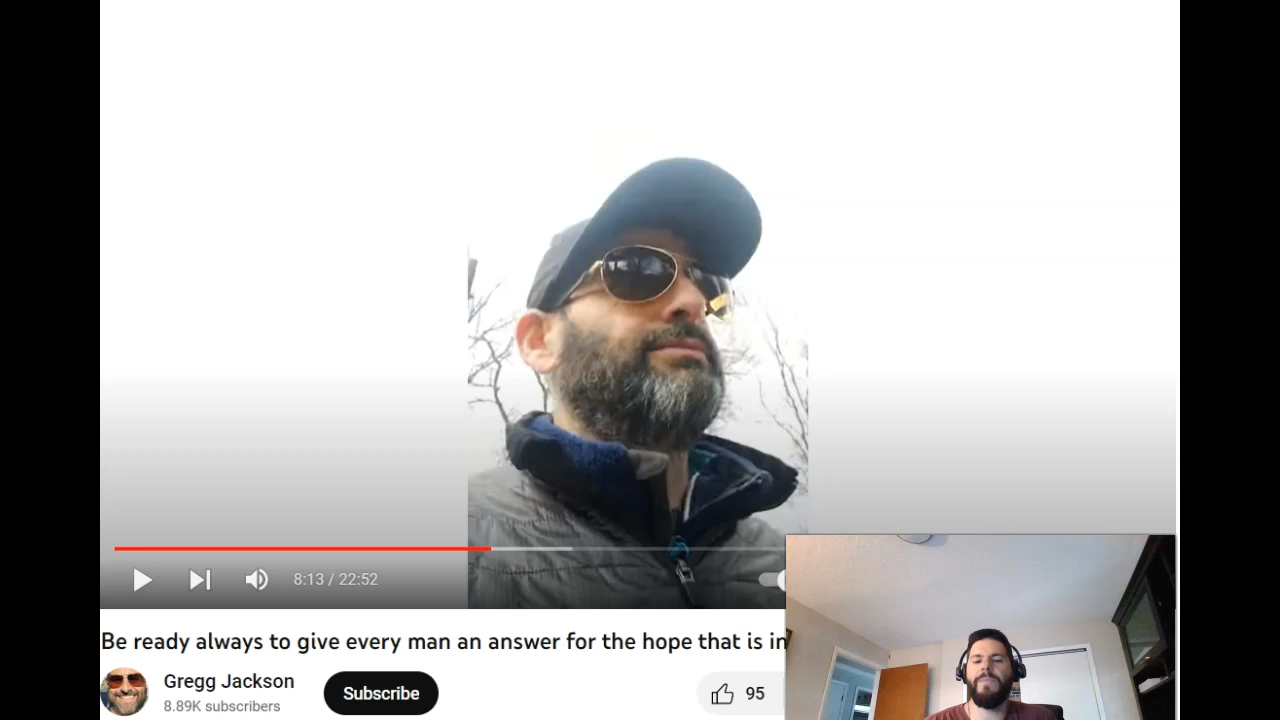 8:13 / 22:52
Be ready always to give every man an answer for the hope that is in
Gregg Jackson
8.89K subscribers
Subscribe
95